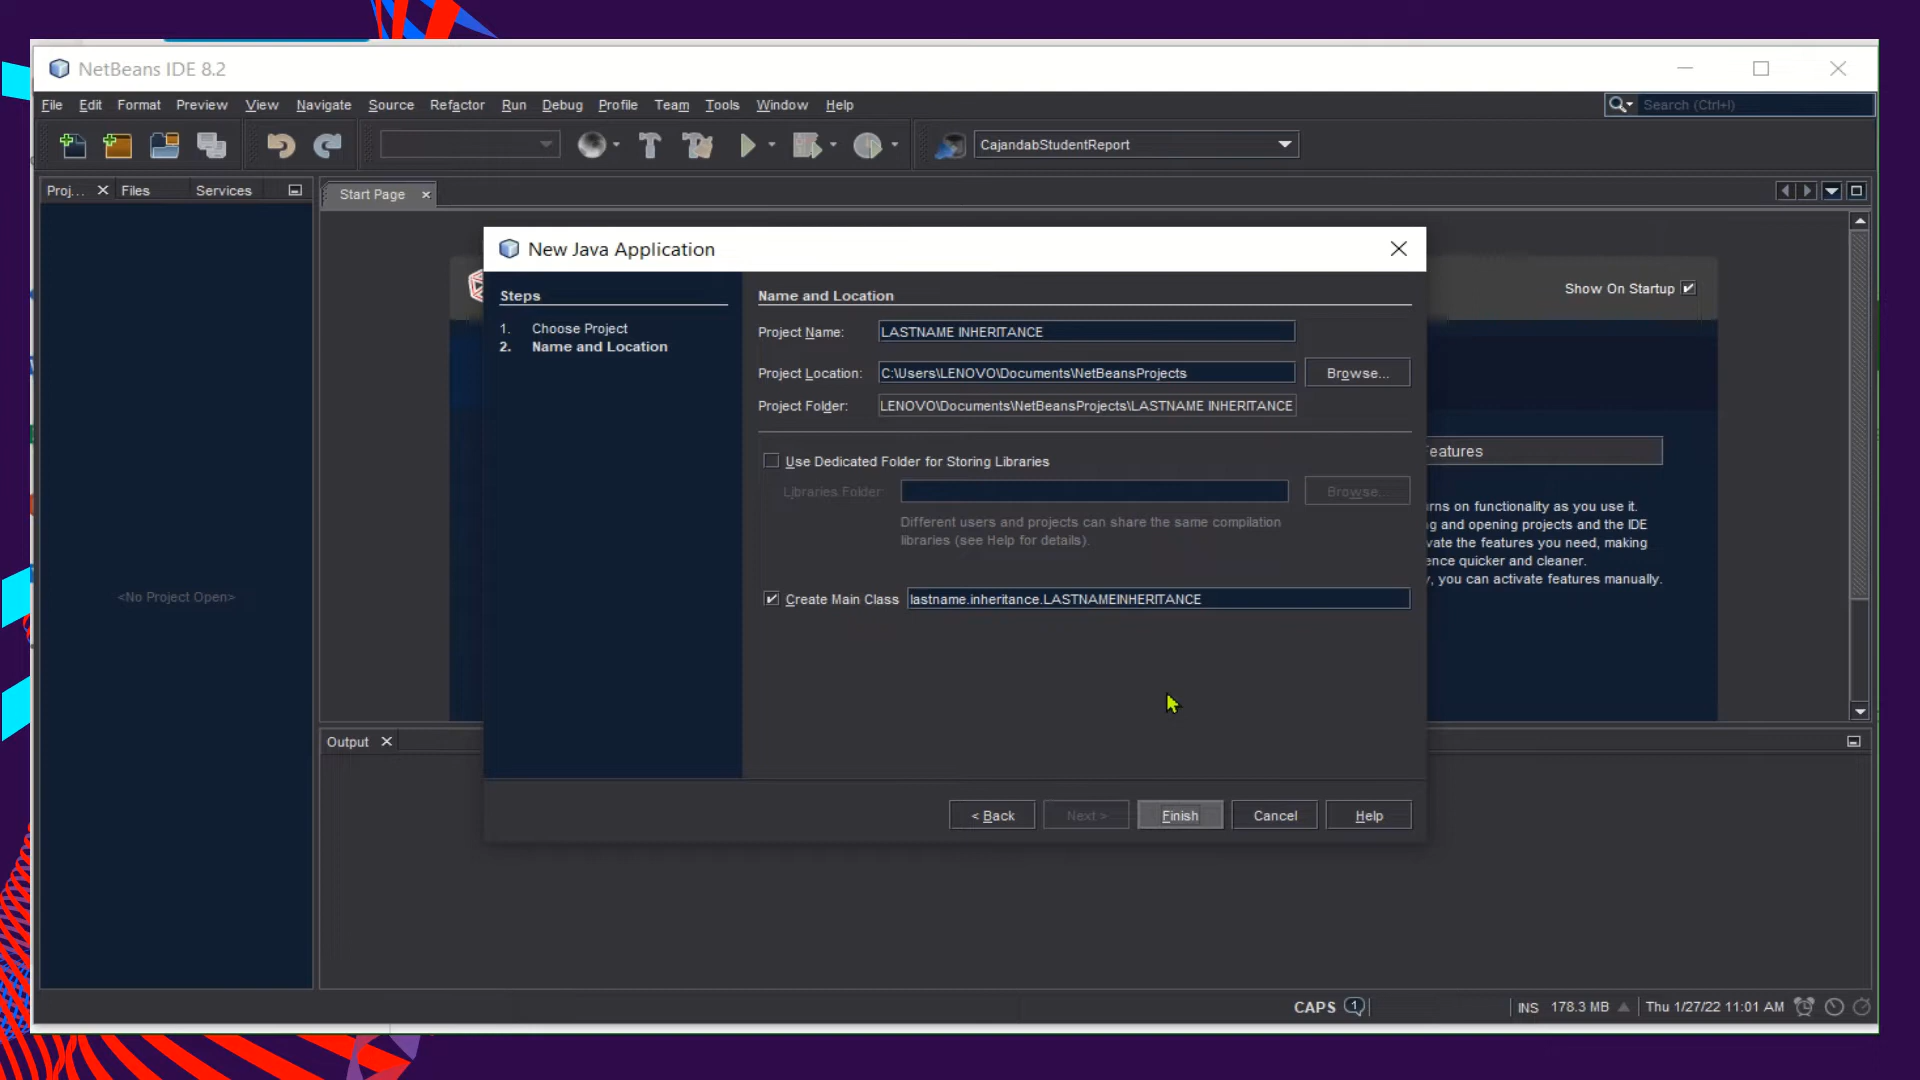 NetBeans IDE 8.2
File Edit Format Preview View Navigate Source Refactor Run Debug Profile Team Tools Window Help
Search (Ctrl+I)
CajandabStudentReport
Proj... Files Services
Start Page
New Java Application
Show On Startup
Steps
1. Choose Project
2. Name and Location
Name and Location
Project Name: LASTNAME INHERITANCE
Project Location: C:\Users\LENOVO\Documents\NetBeansProjects Browse...
Project Folder: LENOVO\Documents\NetBeansProjects\LASTNAME INHERITANCE
Use Dedicated Folder for Storing Libraries
Libraries Folder: Browse...
Different users and projects can share the same compilation
libraries (see Help for details).
Create Main Class lastname.inheritance.LASTNAMEINHERITANCE
eatures
rns on functionality as you use it.
g and opening projects and the IDE
vate the features you need, making
ence quicker and cleaner.
, you can activate features manually.
<No Project Open>
Output
< Back Next > Finish Cancel Help
CAPS 1 INS 178.3 MB Thu 1/27/22 11:01 AM